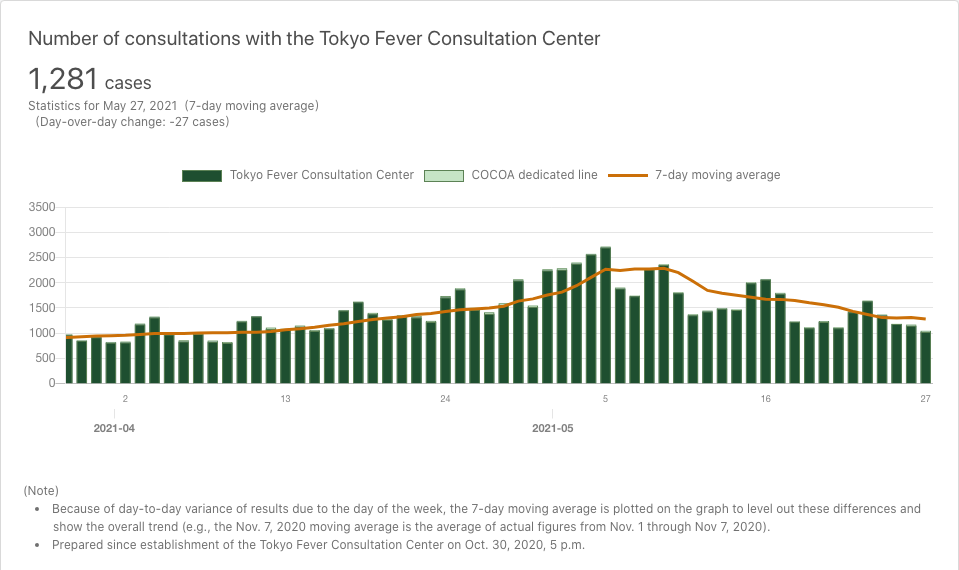 Number of consultations with the Tokyo Fever Consultation Center
1,281 cases
Statistics for May 27, 2021 (7-day moving average)
(Day-over-day change: -27 cases)
Tokyo Fever Consultation Center COCOA dedicated line 7-day moving average
3500
3000
2500
2000
1500
1000
500
0
2 13 24 5 16 27
2021-04 2021-05
(Note)
• Because of day-to-day variance of results due to the day of the week, the 7-day moving average is plotted on the graph to level out these differences and
show the overall trend (e.g., the Nov. 7, 2020 moving average is the average of actual figures from Nov. 1 through Nov 7, 2020).
• Prepared since establishment of the Tokyo Fever Consultation Center on Oct. 30, 2020, 5 p.m.